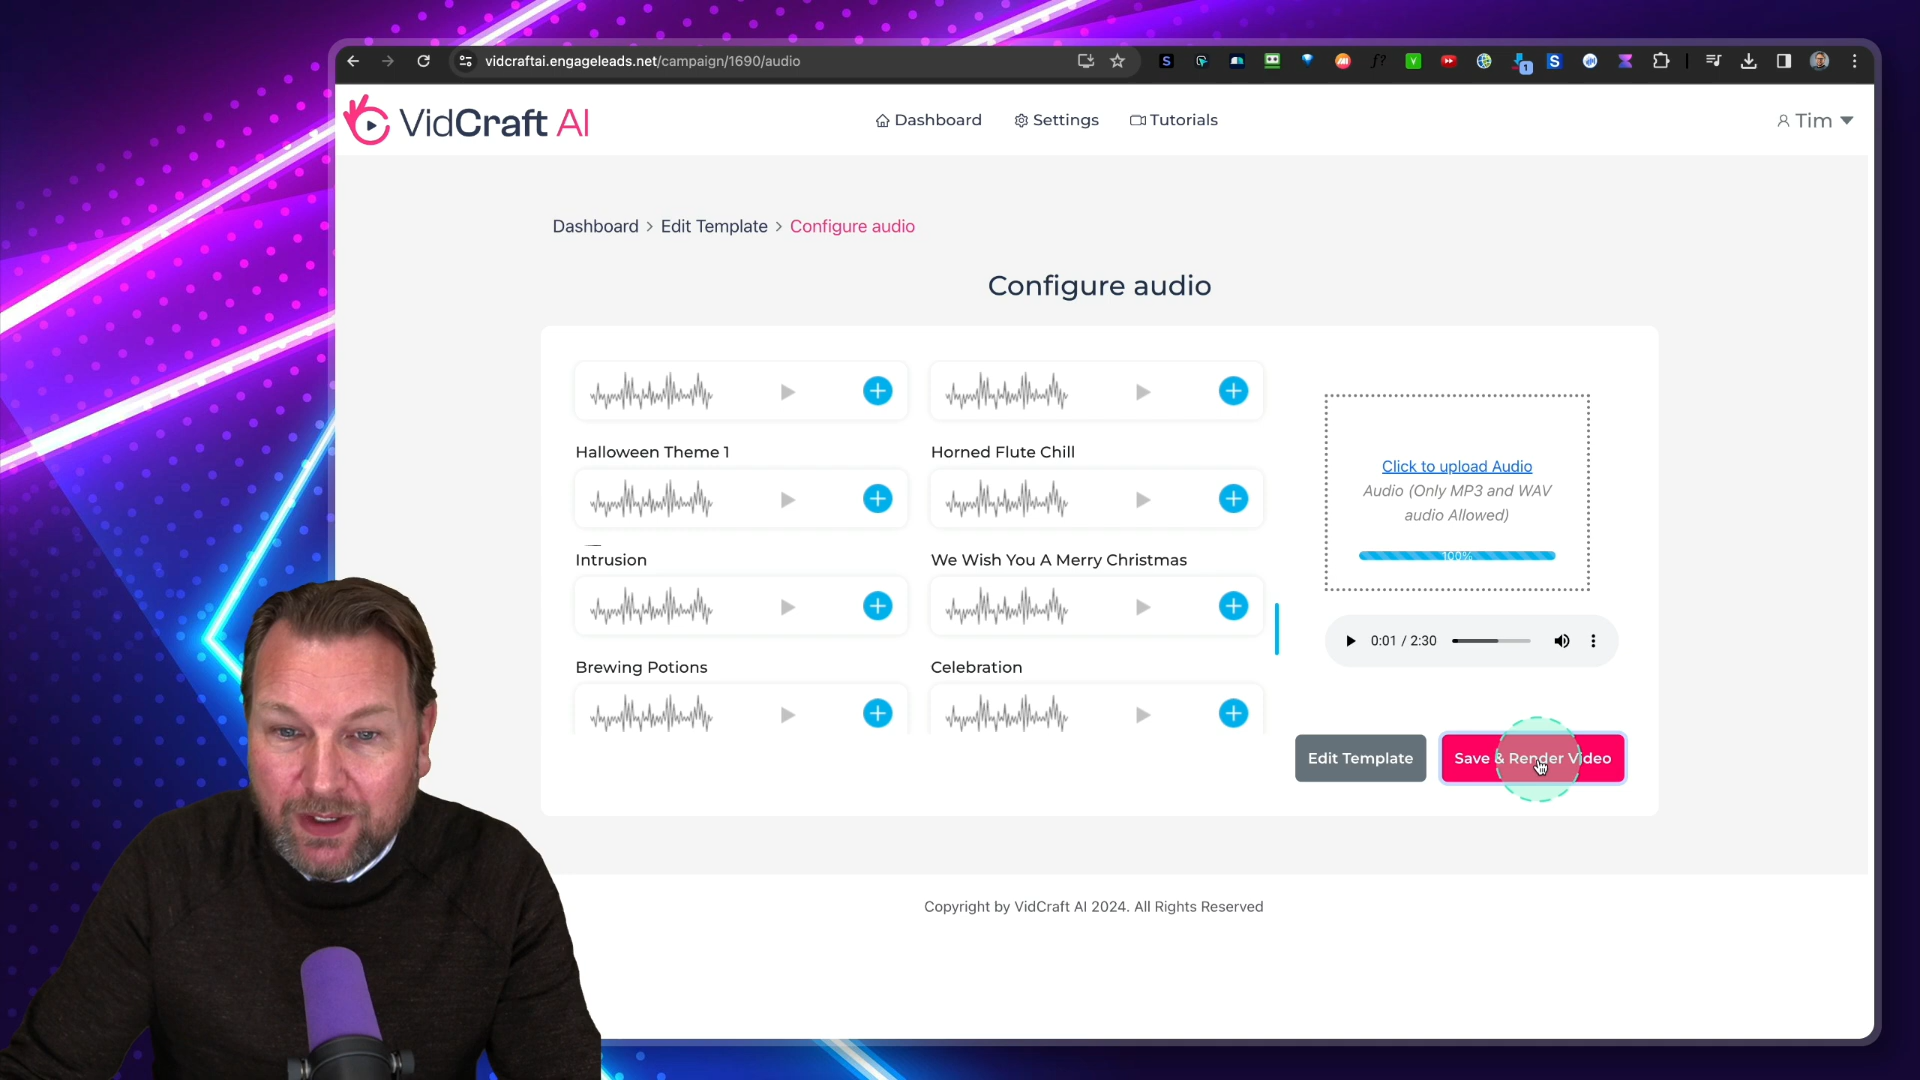 vidcraftai.engageleads.net/campaign/1690/audio
VidCraft AI
Dashboard
Settings
Tutorials
Tim
Dashboard > Edit Template > Configure audio
Configure audio
Halloween Theme 1
Horned Flute Chill
Intrusion
We Wish You A Merry Christmas
Brewing Potions
Celebration
Click to upload Audio
Audio (Only MP3 and WAV
audio Allowed)
100%
0:01 / 2:30
Edit Template
Save & Render Video
Copyright by VidCraft AI 2024. All Rights Reserved